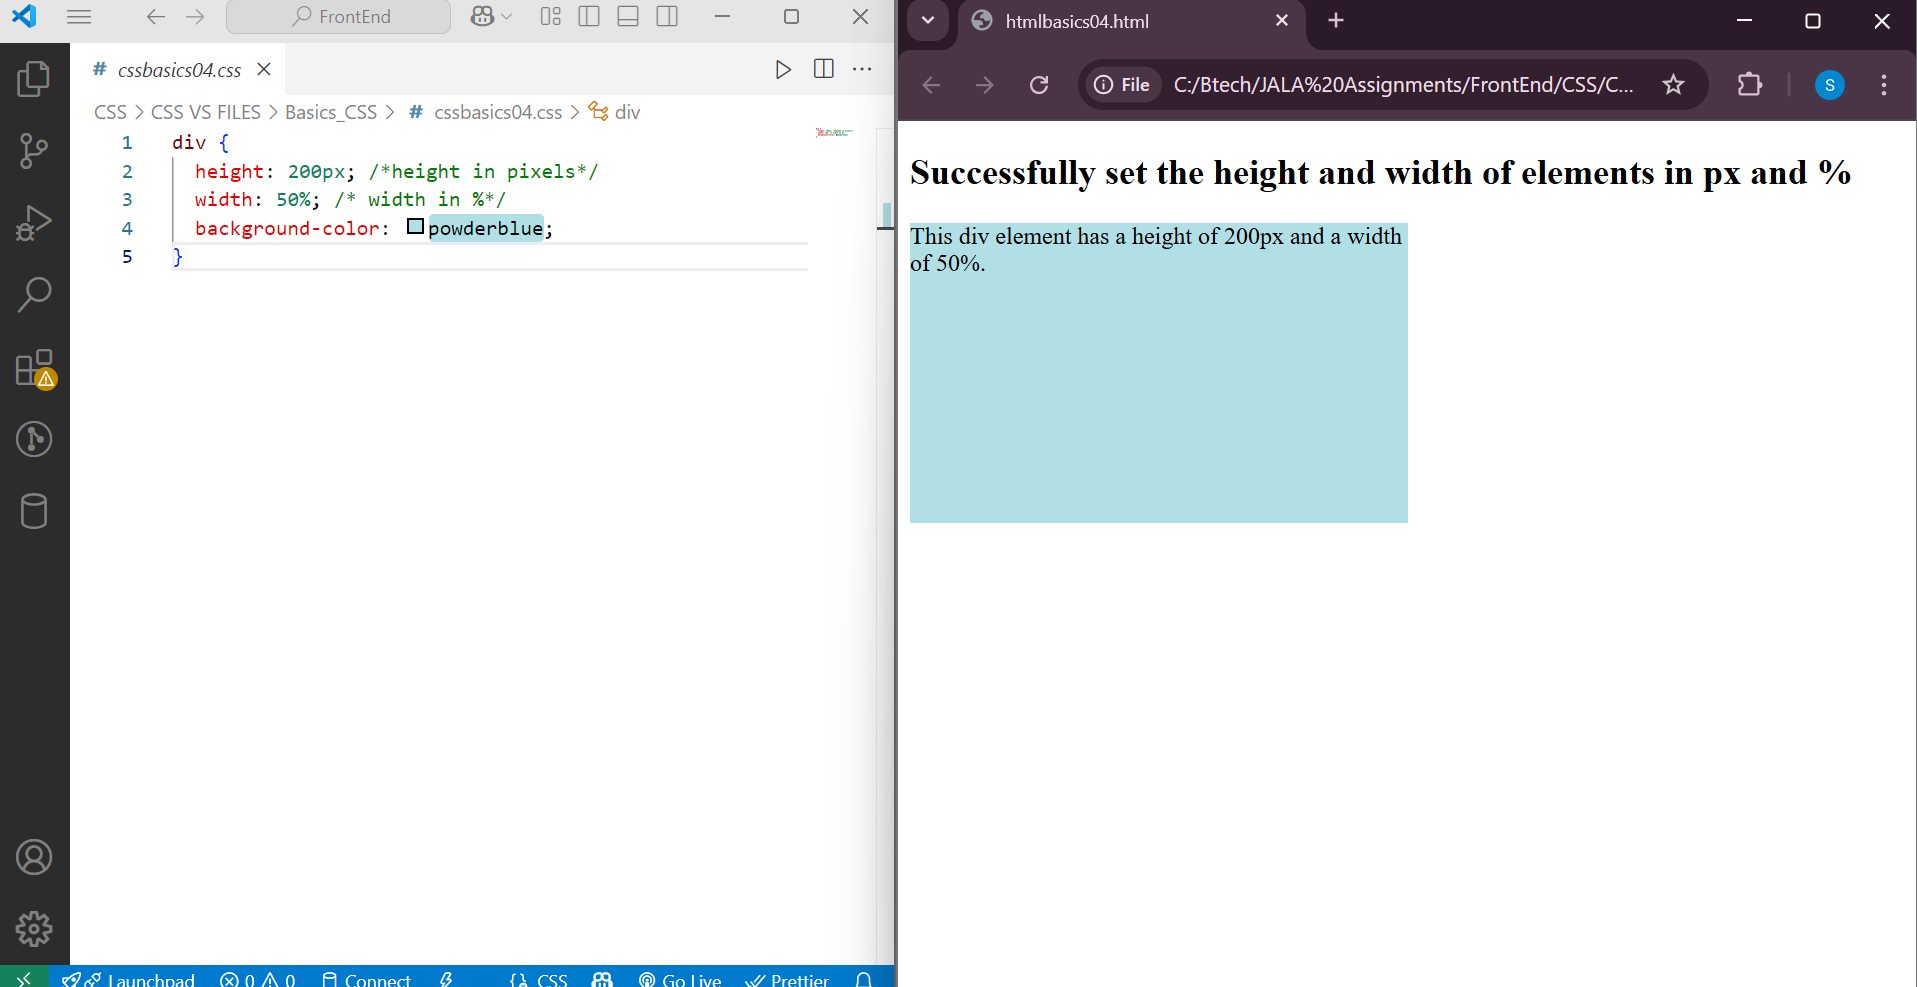 FrontEnd
# cssbasics04.css
CSS > CSS VS FILES > Basics_CSS > # cssbasics04.css > div
1 div {
2 height: 200px; /*height in pixels*/
3 width: 50%; /* width in %*/
4 background-color: powderblue;
5 }
Launchpad 0 0 Connect CSS Go Live Prettier
htmlbasics04.html
File C:/Btech/JALA%20Assignments/FrontEnd/CSS/C...
S
Successfully set the height and width of elements in px and %
This div element has a height of 200px and a width
of 50%.